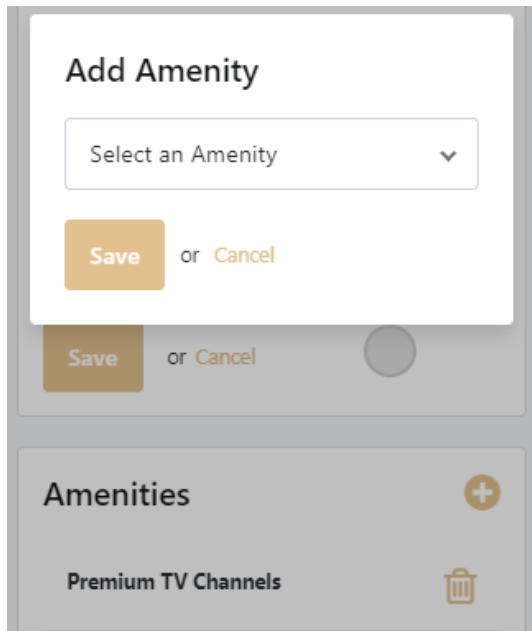 Add Amenity
Select an Amenity
Save or Cancel
Save or Cancel
Amenities
Premium TV Channels